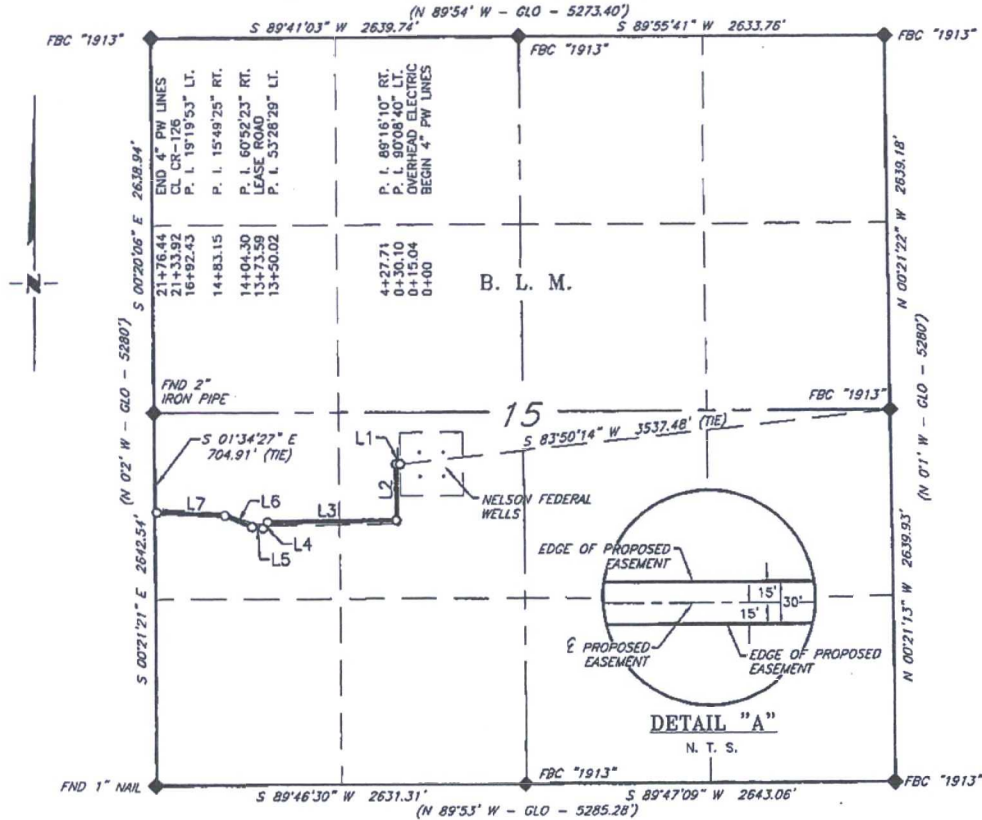 (N 89'54' W - GLO - 5273.40')
S 89'41'03" W 2639.74'
S 89'55'41" W 2633.76'
FBC "1913"
FBC "1913"
FBC "1913"
21+76.44 END 4" PW LINES
21+33.92 CL CR-126
16+92.43 P. I. 19'19'53" LT.
14+83.15 P. I. 15'49'25" RT.
14+04.30 P. I. 60'52'23" RT.
13+73.59 LEASE ROAD
13+50.02 P. I. 53'28'29" LT.
4+27.71 P. I. 89'16'10" RT.
0+30.10 P. I. 90'08'40" LT.
0+15.04 OVERHEAD ELECTRIC
0+00 BEGIN 4" PW LINES
S 00'20'06" E 2638.94'
N 00'21'22" W 2639.18'
N
B. L. M.
(N 0'2' W - GLO - 5280')
(N 0'1' W - GLO - 5280')
FND 2"
IRON PIPE
FBC "1913"
15
S 83'50'14" W 3537.48' (TIE)
S 01'34'27" E
704.91' (TIE)
L1
L2
L3
L4
L5
L6
L7
NELSON FEDERAL
WELLS
S 00'21'21" E 2642.54'
N 00'21'13" W 2639.93'
EDGE OF PROPOSED
EASEMENT
15'
30'
15'
℄ PROPOSED
EASEMENT
EDGE OF PROPOSED
EASEMENT
DETAIL "A"
N. T. S.
FND 1" NAIL
FBC "1913"
FBC "1913"
S 89'46'30" W 2631.31'
S 89'47'09" W 2643.06'
(N 89'53' W - GLO - 5285.28')